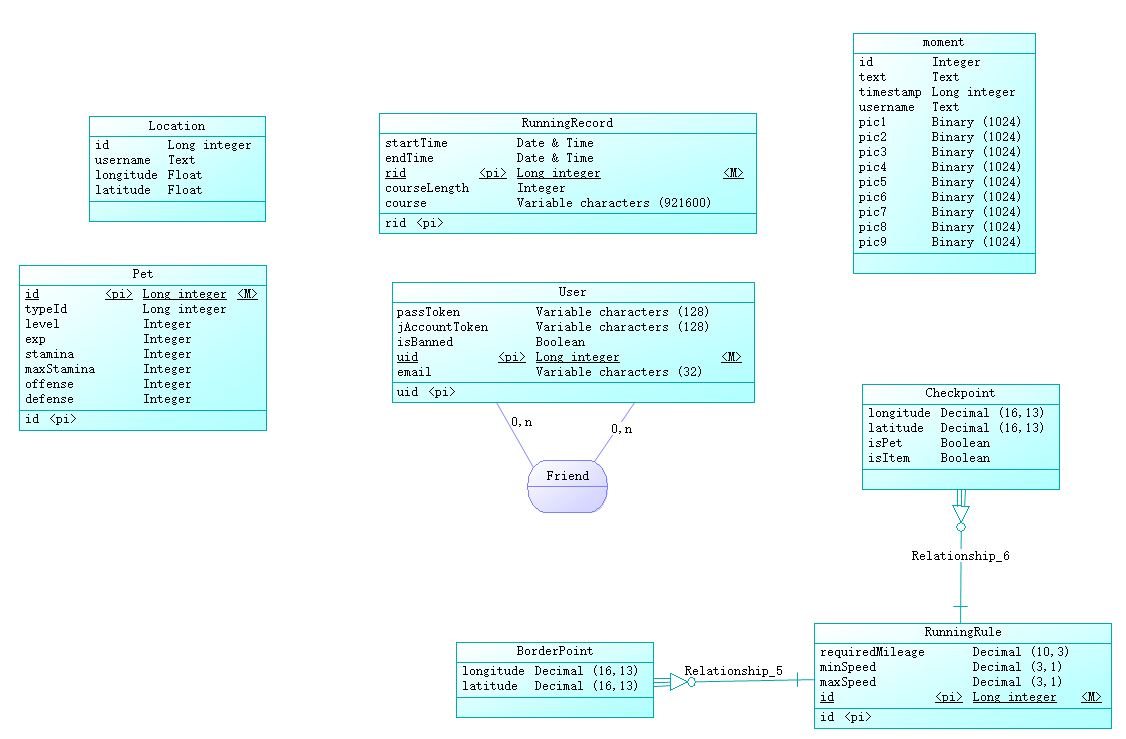 moment
id Integer
text Text
timestamp Long integer
username Text
pic1 Binary (1024)
pic2 Binary (1024)
pic3 Binary (1024)
pic4 Binary (1024)
pic5 Binary (1024)
pic6 Binary (1024)
pic7 Binary (1024)
pic8 Binary (1024)
pic9 Binary (1024)
Location
id Long integer
username Text
longitude Float
latitude Float
RunningRecord
startTime Date & Time
endTime Date & Time
rid <pi> Long integer <M>
courseLength Integer
course Variable characters (921600)
rid <pi>
Pet
id <pi> Long integer <M>
typeId Long integer
level Integer
exp Integer
stamina Integer
maxStamina Integer
offense Integer
defense Integer
id <pi>
User
passToken Variable characters (128)
jAccountToken Variable characters (128)
isBanned Boolean
uid <pi> Long integer <M>
email Variable characters (32)
uid <pi>
0,n
0,n
Friend
Checkpoint
longitude Decimal (16,13)
latitude Decimal (16,13)
isPet Boolean
isItem Boolean
Relationship_6
BorderPoint
longitude Decimal (16,13)
latitude Decimal (16,13)
Relationship_5
RunningRule
requiredMileage Decimal (10,3)
minSpeed Decimal (3,1)
maxSpeed Decimal (3,1)
id <pi> Long integer <M>
id <pi>